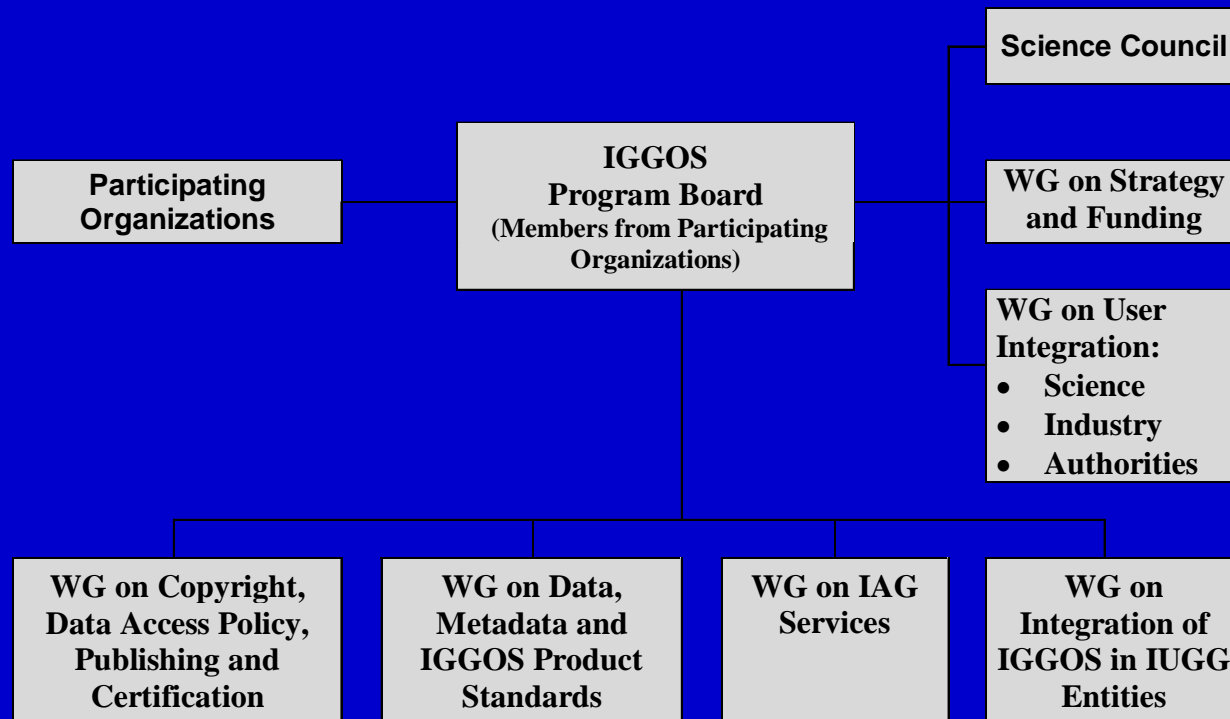 Science Council
Participating
Organizations
IGGOS
Program Board
(Members from Participating
Organizations)
WG on Strategy
and Funding
WG on User
Integration:
• Science
• Industry
• Authorities
WG on Copyright,
Data Access Policy,
Publishing and
Certification
WG on Data,
Metadata and
IGGOS Product
Standards
WG on IAG
Services
WG on
Integration of
IGGOS in IUGG
Entities